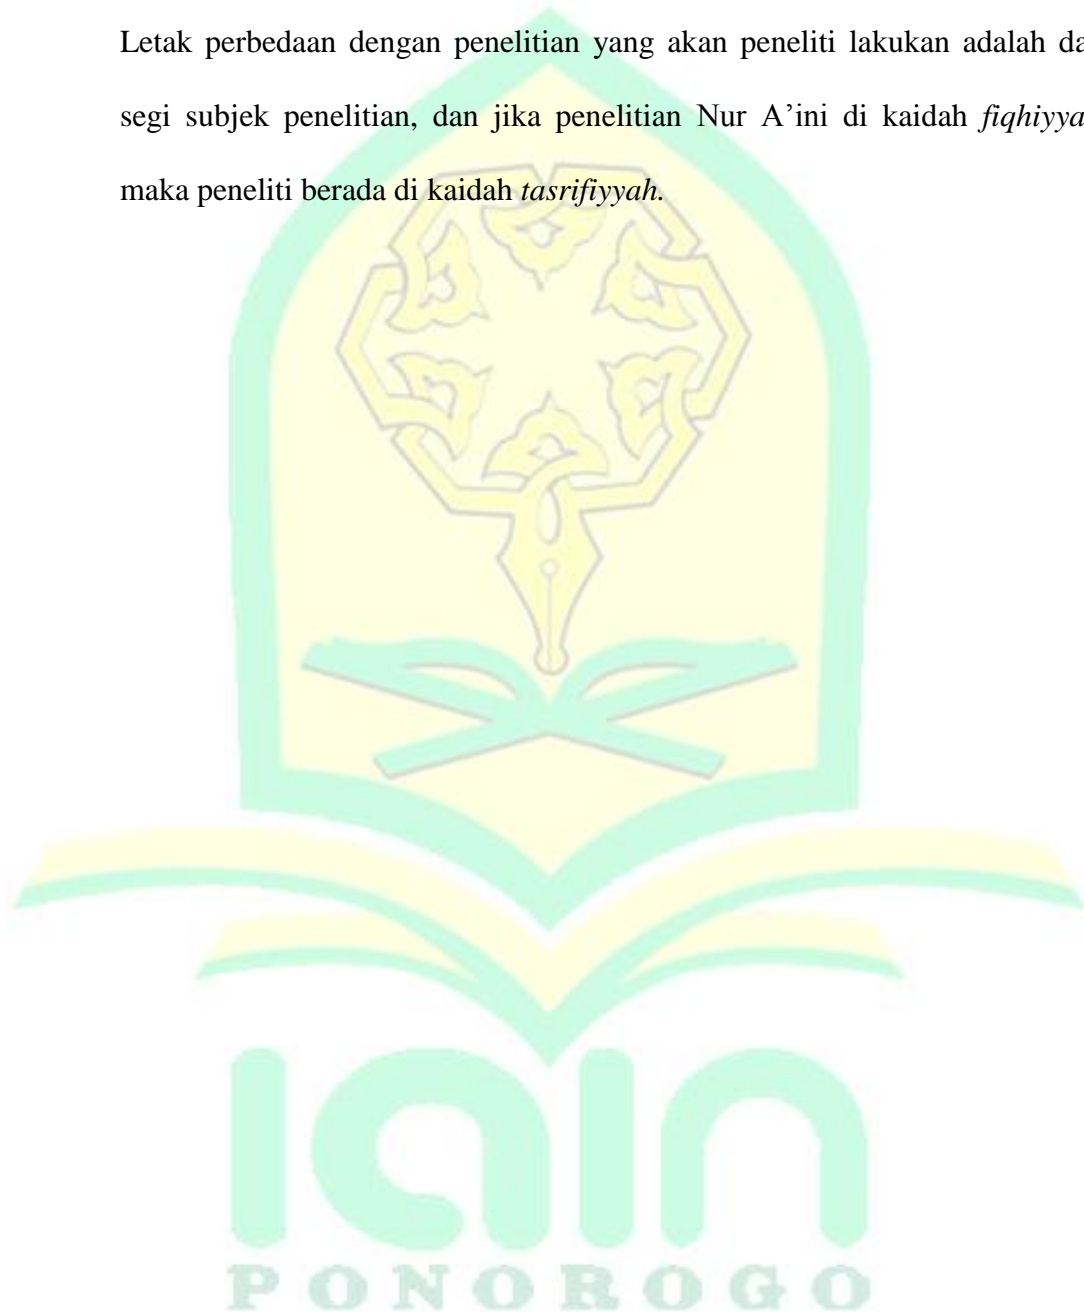 Letak perbedaan dengan penelitian yang akan peneliti lakukan adalah da
segi subjek penelitian, dan jika penelitian Nur A’ini di kaidah fiqhiyya
maka peneliti berada di kaidah tasrifiyyah.
iain
PONOROGO